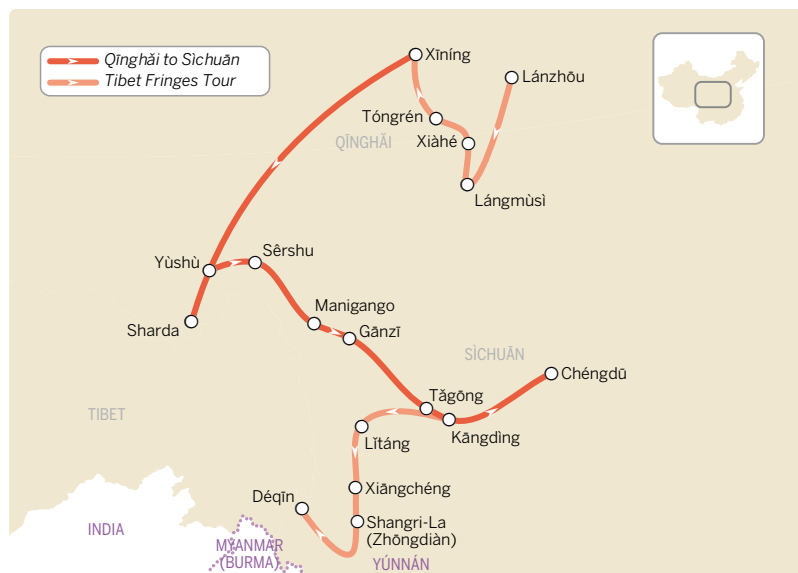 Qīnghǎi to Sìchuān
Tibet Fringes Tour
Xīníng
Lánzhōu
Tóngrén
QĪNGHǍI
Xiàhé
Lángmùsì
Yùshù
Sêrshu
Sharda
Manigango
Gānzī
SÌCHUĀN
Chéngdū
Tǎgōng
TIBET
Kāngdìng
Lǐtáng
Xiāngchéng
Déqīn
Shangri-La
(Zhōngdiàn)
INDIA
MYANMAR
(BURMA)
YÚNNÁN